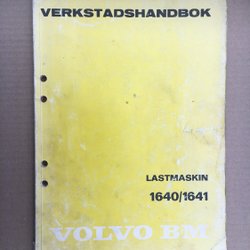 VERKSTADSHANDBOK
LASTMASKIN
1640/1641
VOLVO BM